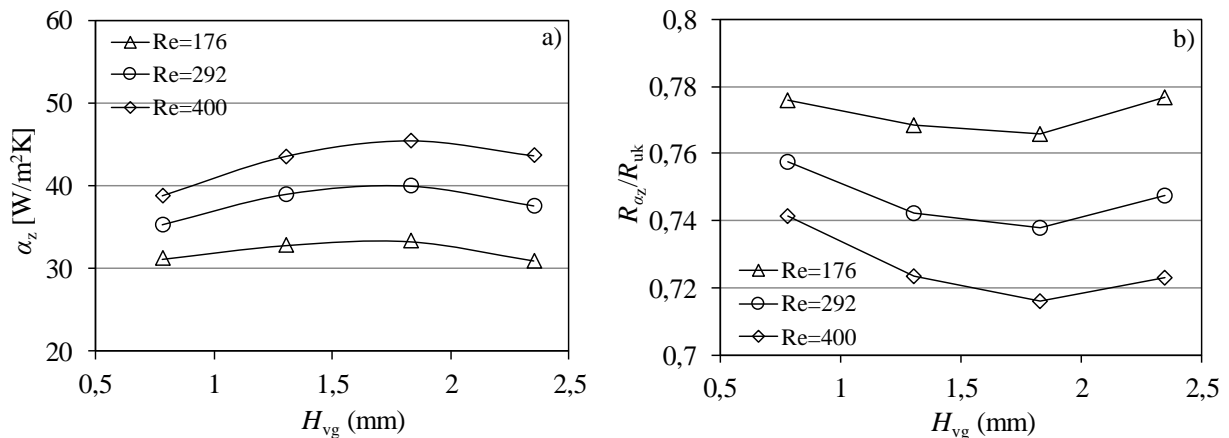 60
50
40
30
20
α_z [W/m²K]
a)
Re=176
Re=292
Re=400
0,5 1 1,5 2 2,5
H_vg (mm)
0,8
0,78
0,76
0,74
0,72
0,7
R_αz/R_uk
b)
Re=176
Re=292
Re=400
0,5 1 1,5 2 2,5
H_vg (mm)